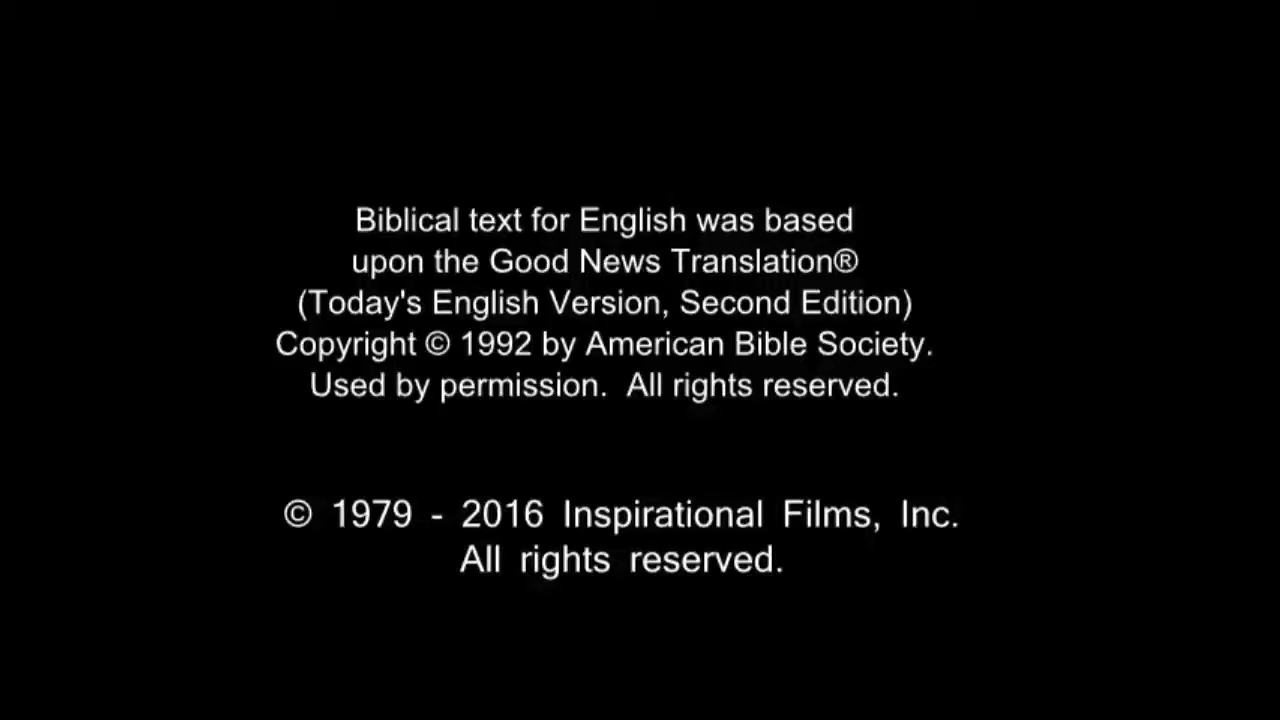 Biblical text for English was based
upon the Good News Translation®
(Today's English Version, Second Edition)
Copyright © 1992 by American Bible Society.
Used by permission.  All rights reserved.
© 1979 - 2016 Inspirational Films, Inc.
All rights reserved.